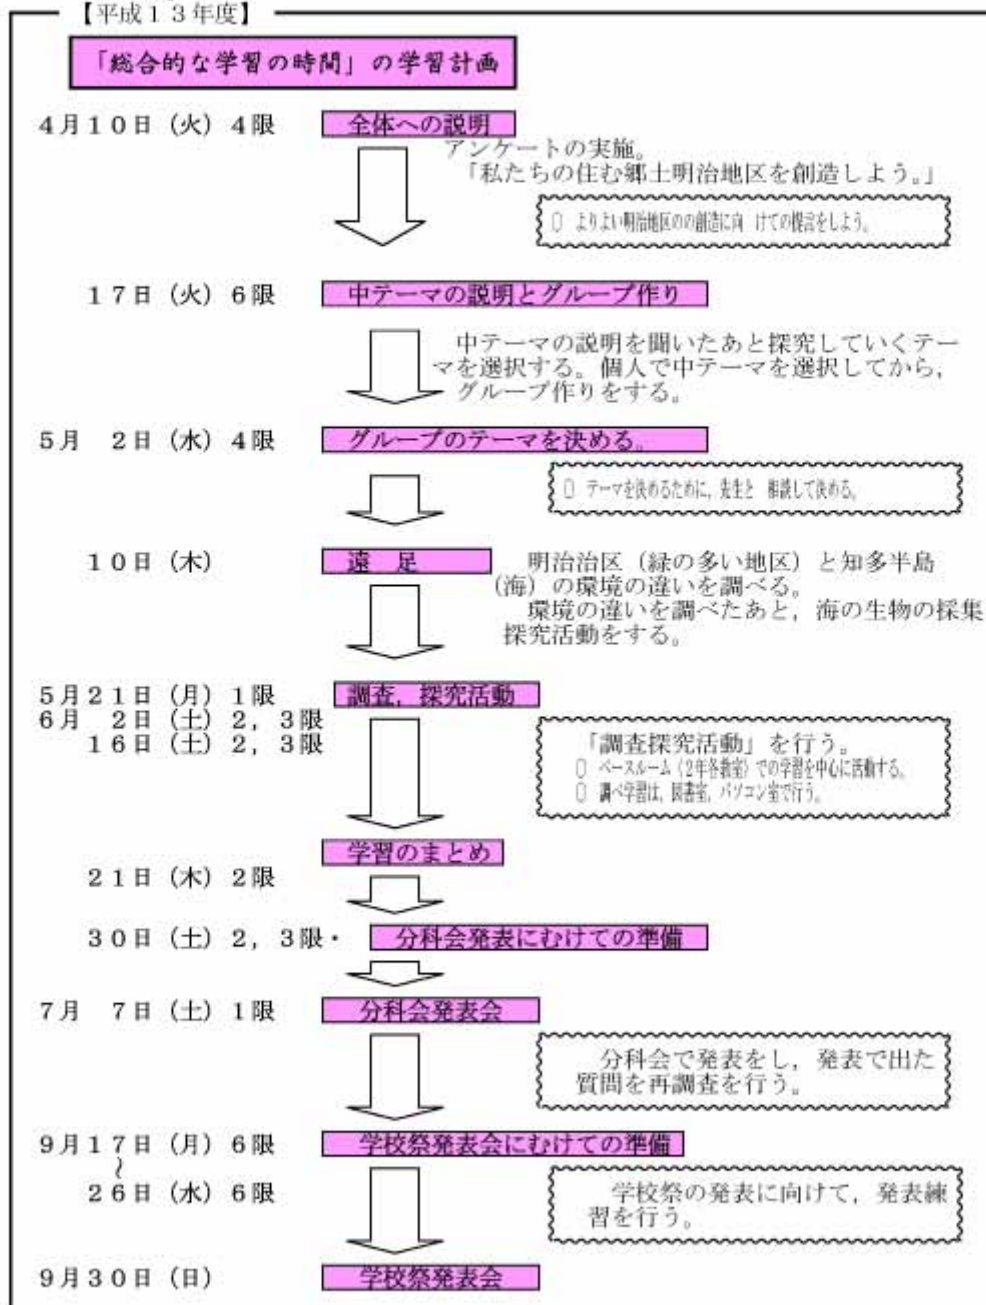 【平成１３年度】
「総合的な学習の時間」の学習計画
４月１０日（火）４限　全体への説明
アンケートの実施。
「私たちの住む郷土明治地区を創造しよう。」
○ よりよい明治地区のの創造に向 けての提言をしよう。
１７日（火）６限　中テーマの説明とグループ作り
中テーマの説明を聞いたあと探究していくテー
マを選択する。個人で中テーマを選択してから，
グループ作りをする。
５月　２日（水）４限　グループのテーマを決める。
○ テーマを決めるために，先生と 相談して決める。
１０日（木）　遠　足　明治治区（緑の多い地区）と知多半島
（海）の環境の違いを調べる。
環境の違いを調べたあと，海の生物の採集
探究活動をする。
５月２１日（月）１限　調査，探究活動
６月　２日（土）２，３限
１６日（土）２，３限
「調査探究活動」を行う。
○ ベースルーム（２年各教室）での学習を中心に活動する。
○ 調べ学習は，図書室，パソコン室で行う。
学習のまとめ
２１日（木）２限
３０日（土）２，３限・　分科会発表にむけての準備
７月　７日（土）１限　分科会発表会
分科会で発表をし，発表で出た
質問を再調査を行う。
９月１７日（月）６限　学校祭発表会にむけての準備
～
２６日（水）６限
学校祭の発表に向けて，発表練
習を行う。
９月３０日（日）　学校祭発表会